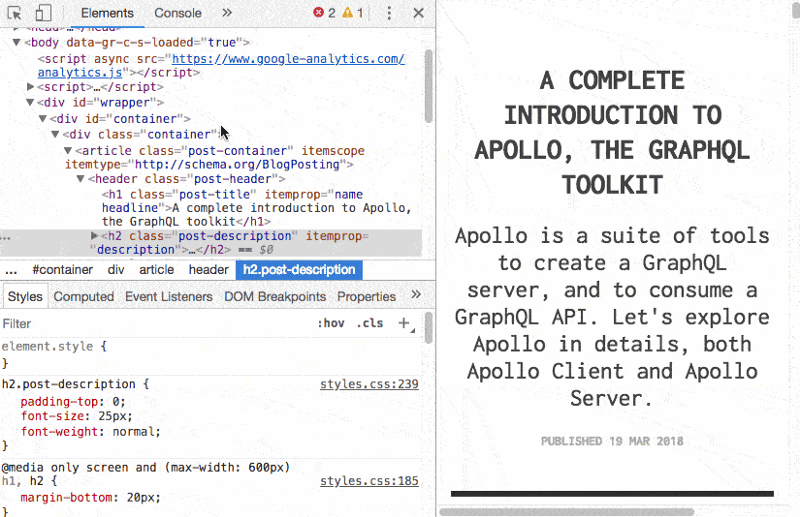 Elements Console » 2 1
▶<head>…</head>
▼<body data-gr-c-s-loaded="true">
<script async src="https://www.google-analytics.com/
analytics.js"></script>
▶<script>…</script>
▼<div id="wrapper">
▼<div id="container">
▼<div class="container">
▼<article class="post-container" itemscope
itemtype="http://schema.org/BlogPosting">
▼<header class="post-header">
<h1 class="post-title" itemprop="name
headline">A complete introduction to Apollo,
the GraphQL toolkit</h1>
… ▶<h2 class="post-description" itemprop=
"description">…</h2> == $0
… #container div article header h2.post-description
Styles Computed Event Listeners DOM Breakpoints Properties »
Filter :hov .cls +
element.style {
}
h2.post-description { styles.css:239
padding-top: 0;
font-size: 25px;
font-weight: normal;
}
@media only screen and (max-width: 600px)
h1, h2 { styles.css:185
margin-bottom: 20px;
}
A COMPLETE
INTRODUCTION TO
APOLLO, THE GRAPHQL
TOOLKIT
Apollo is a suite of tools
to create a GraphQL
server, and to consume a
GraphQL API. Let's explore
Apollo in details, both
Apollo Client and Apollo
Server.
PUBLISHED 19 MAR 2018